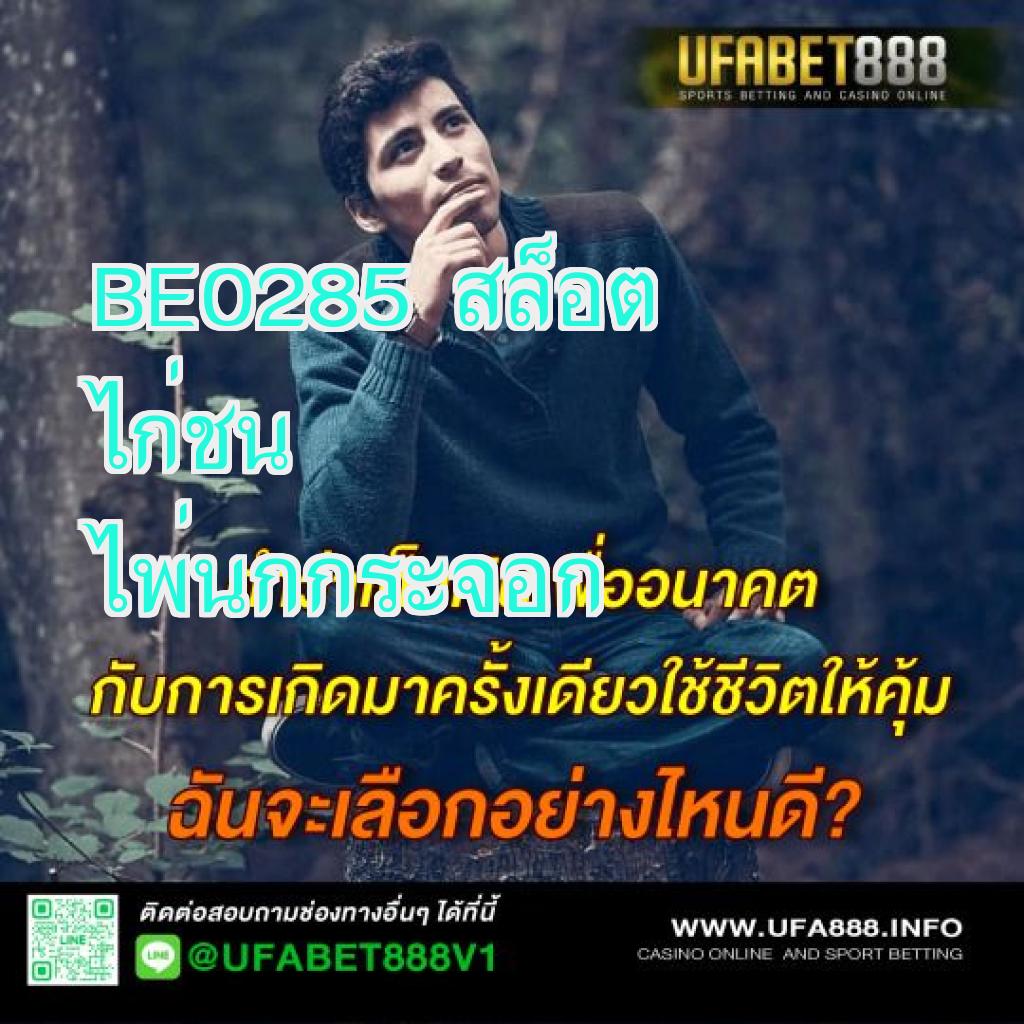 UFABET888
SPORTS BETTING AND CASINO ONLINE
BE0285 สล็อต
ไก่ชน
ไพ่นกกระจอก
เพื่ออนาคต
กับการเกิดมาครั้งเดียวใช้ชีวิตให้คุ้ม
ฉันจะเลือกอย่างไหนดี?
ติดต่อสอบถามช่องทางอื่นๆ ได้ที่นี้
LINE
LINE @UFABET888V1
WWW.UFA888.INFO
CASINO ONLINE AND SPORT BETTING